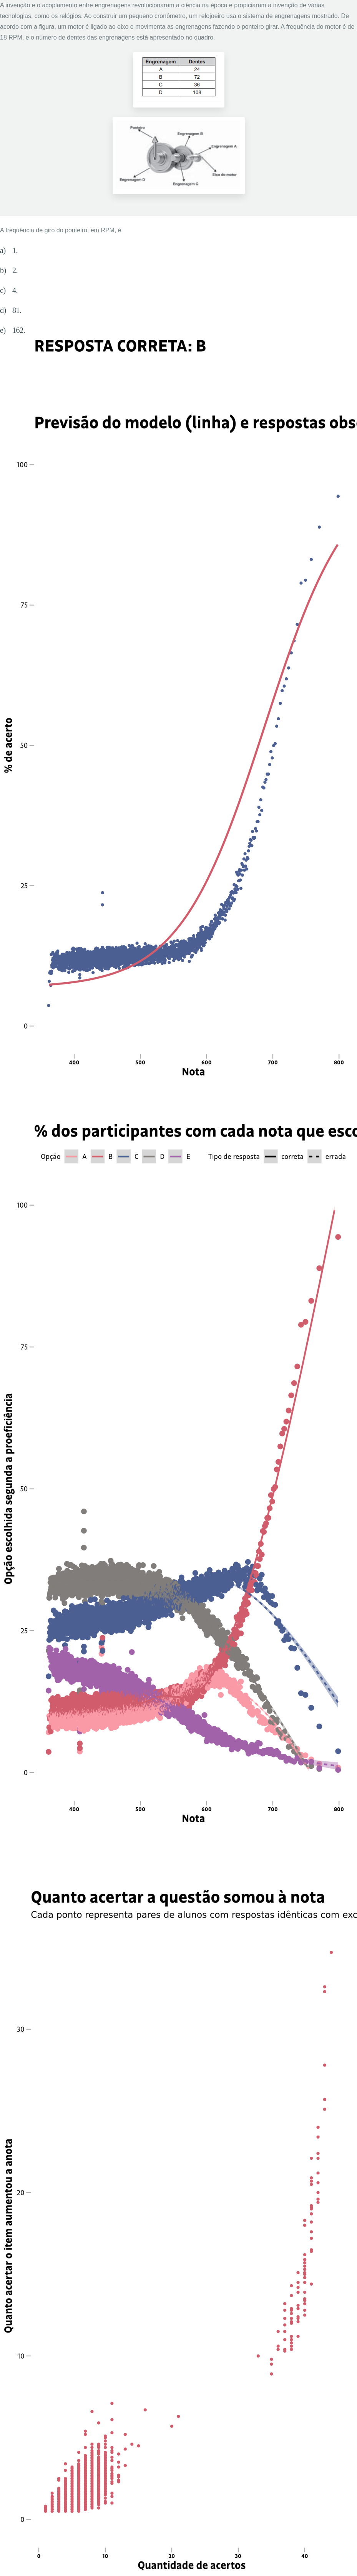 A invenção e o acoplamento entre engrenagens revolucionaram a ciência na época e propiciaram a invenção de várias
tecnologias, como os relógios. Ao construir um pequeno cronômetro, um relojoeiro usa o sistema de engrenagens mostrado. De
acordo com a figura, um motor é ligado ao eixo e movimenta as engrenagens fazendo o ponteiro girar. A frequência do motor é de
18 RPM, e o número de dentes das engrenagens está apresentado no quadro.
Engrenagem Dentes
A 24
B 72
C 36
D 108
Ponteiro
Engrenagem B
Engrenagem A
Eixo do motor
Engrenagem D
Engrenagem C
A frequência de giro do ponteiro, em RPM, é
a) 1.
b) 2.
c) 4.
d) 81.
e) 162.
RESPOSTA CORRETA: B
Previsão do modelo (linha) e respostas obs
100
75
50
25
0
% de acerto
400 500 600 700 800
Nota
% dos participantes com cada nota que esco
Opção A B C D E Tipo de resposta correta errada
100
75
50
25
0
Opção escolhida segunda a proeficiência
400 500 600 700 800
Nota
Quanto acertar a questão somou à nota
Cada ponto representa pares de alunos com respostas idênticas com exc
30
20
10
0
Quanto acertar o item aumentou a anota
0 10 20 30 40
Quantidade de acertos